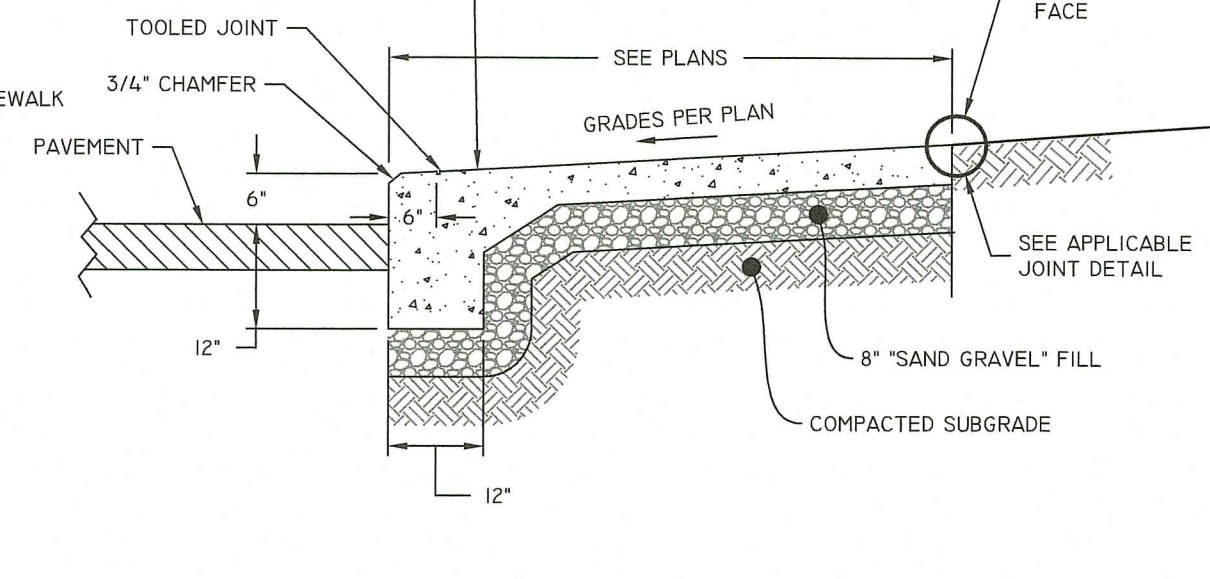 FACE
TOOLED JOINT
SEE PLANS
3/4" CHAMFER
EWALK
GRADES PER PLAN
PAVEMENT
6"
6"
SEE APPLICABLE
JOINT DETAIL
12"
8" "SAND GRAVEL" FILL
COMPACTED SUBGRADE
12"